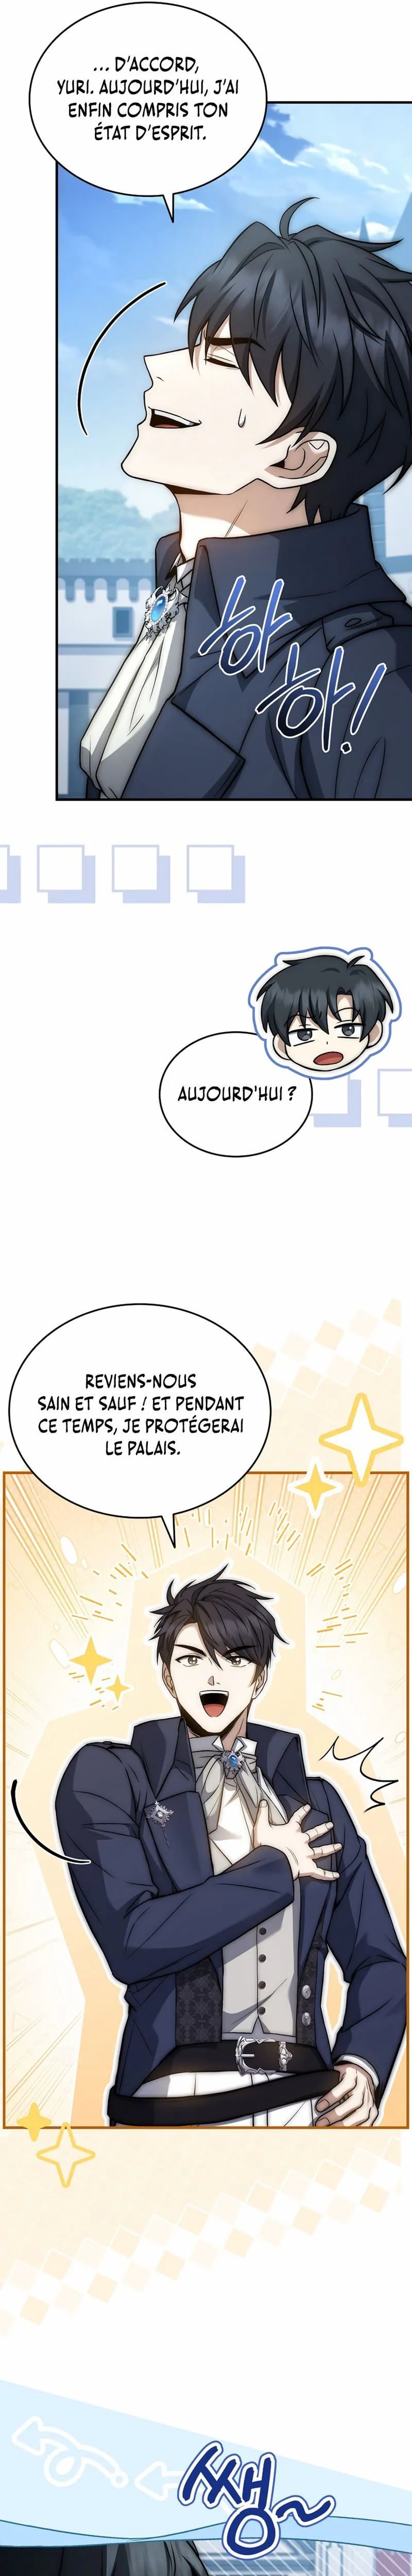 ... D'ACCORD,
YURI. AUJOURD'HUI, J'AI
ENFIN COMPRIS TON
ÉTAT D'ESPRIT.
하
하!
AUJOURD'HUI ?
REVIENS-NOUS
SAIN ET SAUF ! ET PENDANT
CE TEMPS, JE PROTÉGERAI
LE PALAIS.
쌩~